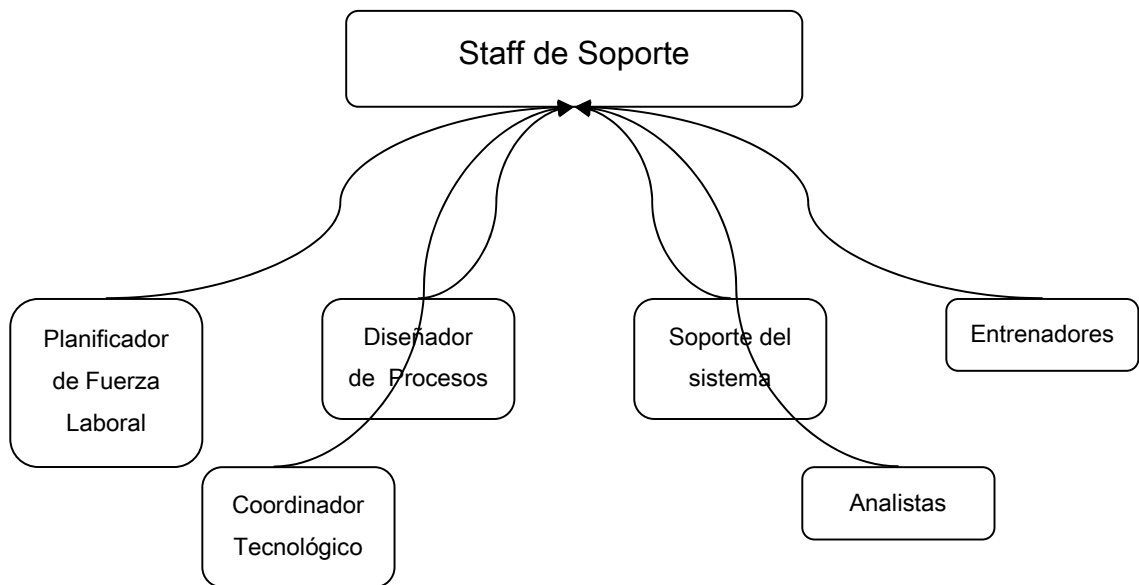 Staff de Soporte
Planificador
de Fuerza
Laboral
Diseñador
de Procesos
Soporte del
sistema
Entrenadores
Coordinador
Tecnológico
Analistas